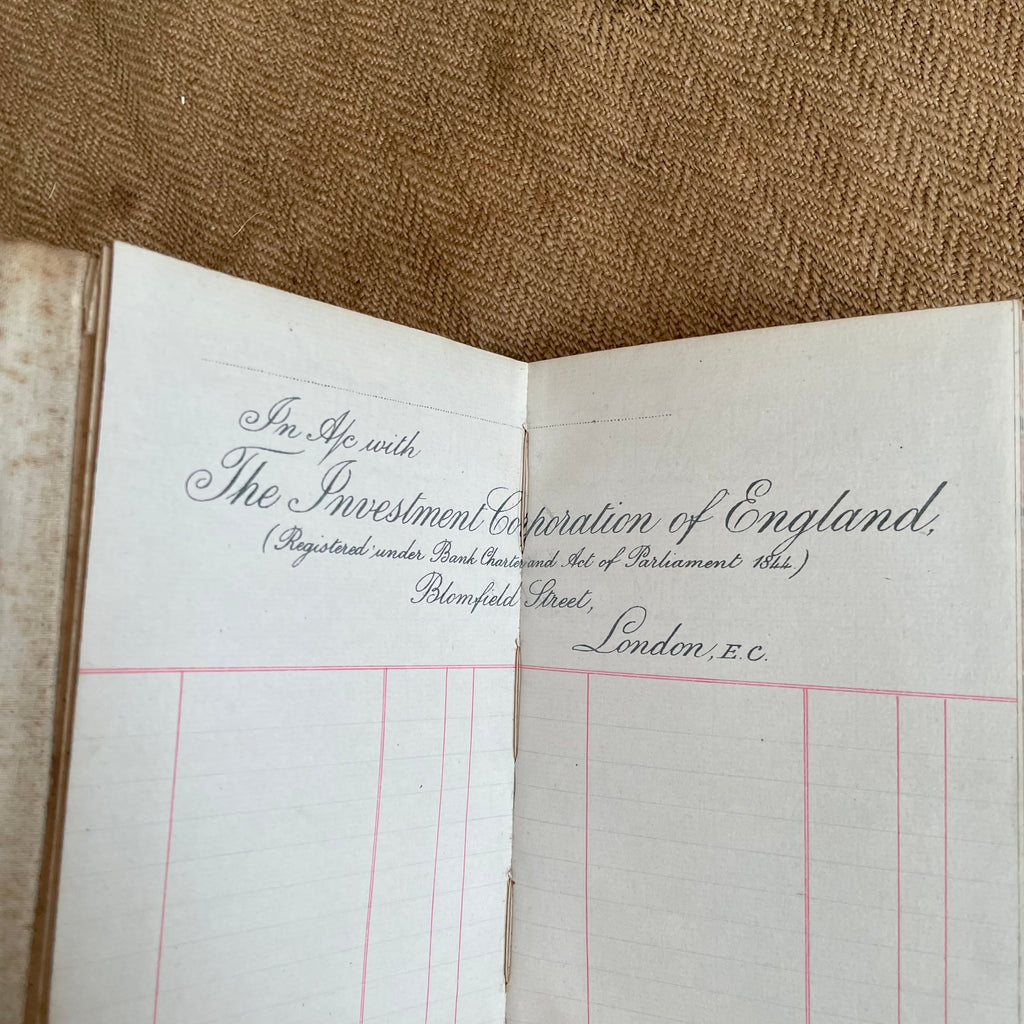 In A/c with
The Investment Corporation of England,
(Registered under Bank Charter and Act of Parliament 1844.)
Blomfield Street,
London, E.C.